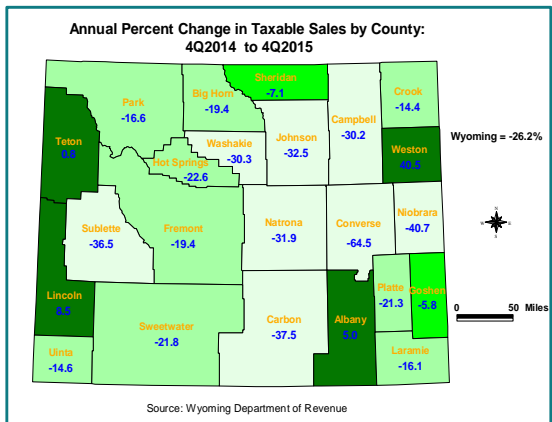 Annual Percent Change in Taxable Sales by County:
4Q2014 to 4Q2015
Sheridan
-7.1
Park
-16.6
Big Horn
-19.4
Crook
-14.4
Campbell
-30.2
Johnson
-32.5
Washakie
-30.3
Teton
0.8
Hot Springs
-22.6
Weston
40.5
Wyoming = -26.2%
Sublette
-36.5
Fremont
-19.4
Natrona
-31.9
Converse
-64.5
Niobrara
-40.7
N
W
E
S
Lincoln
8.5
Sweetwater
-21.8
Carbon
-37.5
Albany
5.0
Platte
-21.3
Goshen
-5.8
0 50 Miles
Uinta
-14.6
Laramie
-16.1
Source: Wyoming Department of Revenue